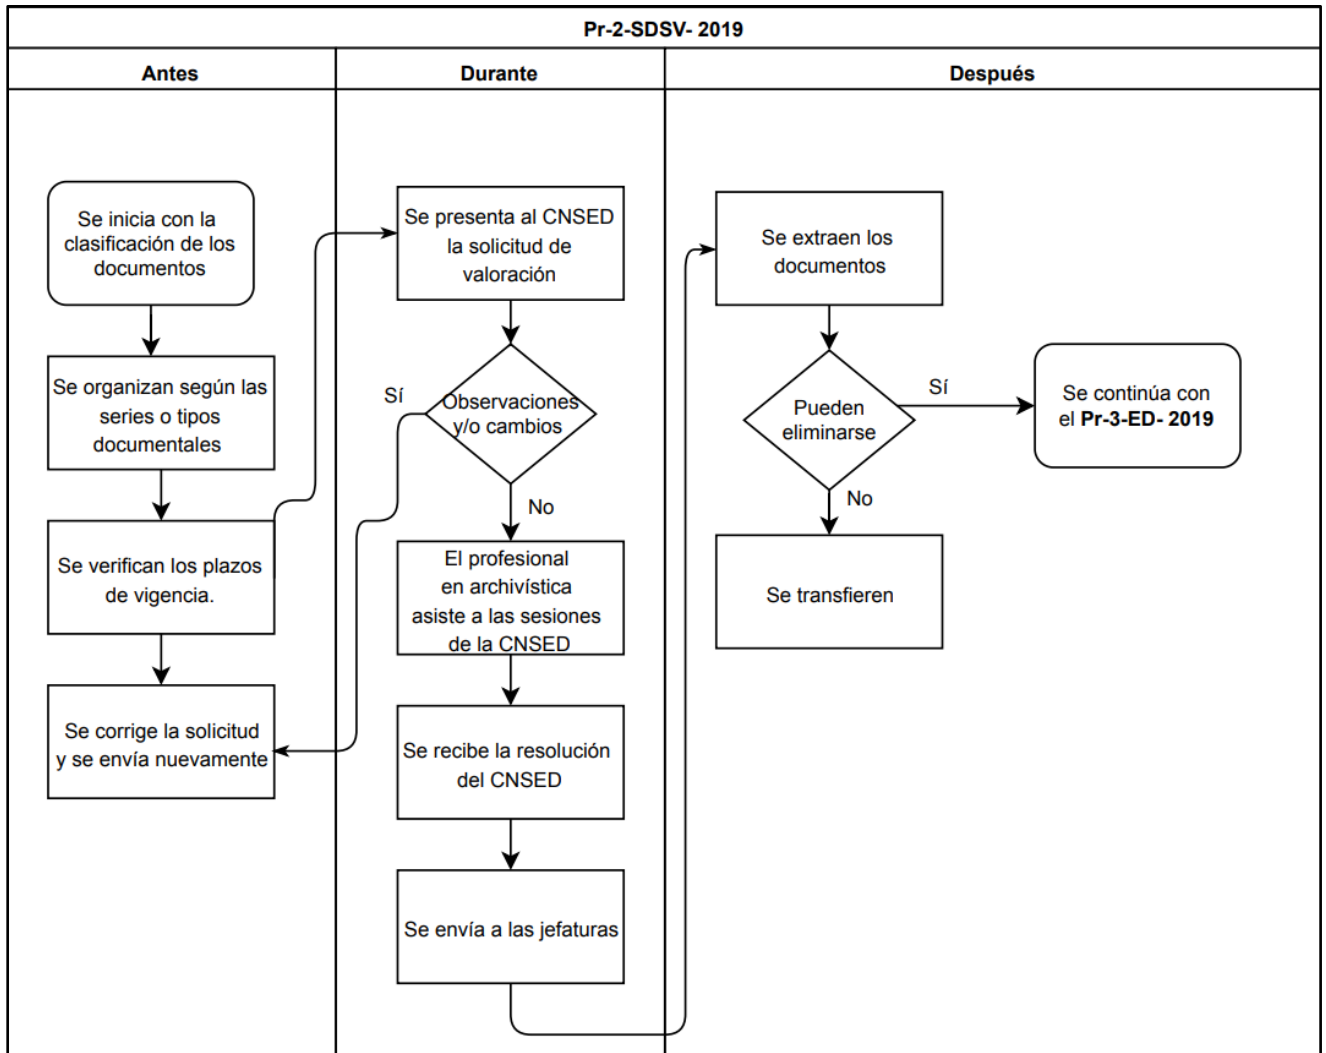 Pr-2-SDSV- 2019
Antes
Durante
Después
Se inicia con la
clasificación de los
documentos
Se organizan según las
series o tipos
documentales
Se verifican los plazos
de vigencia.
Se corrige la solicitud
y se envía nuevamente
Se presenta al CNSED
la solicitud de
valoración
Sí
Observaciones
y/o cambios
No
El profesional
en archivística
asiste a las sesiones
de la CNSED
Se recibe la resolución
del CNSED
Se envía a las jefaturas
Se extraen los
documentos
Pueden
eliminarse
Sí
Se continúa con
el Pr-3-ED- 2019
No
Se transfieren